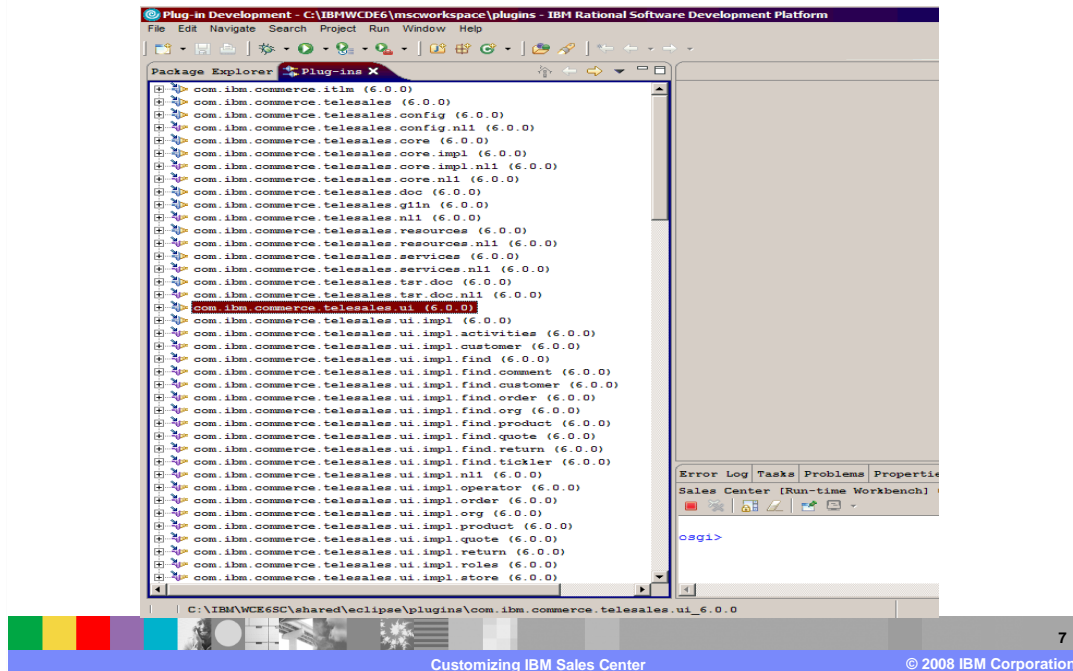 Plug-in Development - C:\IBMWCDE6\mscworkspace\plugins - IBM Rational Software Development Platform
File Edit Navigate Search Project Run Window Help
Package Explorer Plug-ins
com.ibm.commerce.itlm (6.0.0)
com.ibm.commerce.telesales (6.0.0)
com.ibm.commerce.telesales.config (6.0.0)
com.ibm.commerce.telesales.config.nl1 (6.0.0)
com.ibm.commerce.telesales.core (6.0.0)
com.ibm.commerce.telesales.core.impl (6.0.0)
com.ibm.commerce.telesales.core.impl.nl1 (6.0.0)
com.ibm.commerce.telesales.core.nl1 (6.0.0)
com.ibm.commerce.telesales.doc (6.0.0)
com.ibm.commerce.telesales.g11n (6.0.0)
com.ibm.commerce.telesales.nl1 (6.0.0)
com.ibm.commerce.telesales.resources (6.0.0)
com.ibm.commerce.telesales.resources.nl1 (6.0.0)
com.ibm.commerce.telesales.services (6.0.0)
com.ibm.commerce.telesales.services.nl1 (6.0.0)
com.ibm.commerce.telesales.tsr.doc (6.0.0)
com.ibm.commerce.telesales.tsr.doc.nl1 (6.0.0)
com.ibm.commerce.telesales.ui (6.0.0)
com.ibm.commerce.telesales.ui.impl (6.0.0)
com.ibm.commerce.telesales.ui.impl.activities (6.0.0)
com.ibm.commerce.telesales.ui.impl.customer (6.0.0)
com.ibm.commerce.telesales.ui.impl.find (6.0.0)
com.ibm.commerce.telesales.ui.impl.find.comment (6.0.0)
com.ibm.commerce.telesales.ui.impl.find.customer (6.0.0)
com.ibm.commerce.telesales.ui.impl.find.order (6.0.0)
com.ibm.commerce.telesales.ui.impl.find.org (6.0.0)
com.ibm.commerce.telesales.ui.impl.find.product (6.0.0)
com.ibm.commerce.telesales.ui.impl.find.quote (6.0.0)
com.ibm.commerce.telesales.ui.impl.find.return (6.0.0)
com.ibm.commerce.telesales.ui.impl.find.tickler (6.0.0)
com.ibm.commerce.telesales.ui.impl.nl1 (6.0.0)
com.ibm.commerce.telesales.ui.impl.operator (6.0.0)
com.ibm.commerce.telesales.ui.impl.order (6.0.0)
com.ibm.commerce.telesales.ui.impl.org (6.0.0)
com.ibm.commerce.telesales.ui.impl.product (6.0.0)
com.ibm.commerce.telesales.ui.impl.quote (6.0.0)
com.ibm.commerce.telesales.ui.impl.return (6.0.0)
com.ibm.commerce.telesales.ui.impl.roles (6.0.0)
com.ibm.commerce.telesales.ui.impl.store (6.0.0)
Error Log Tasks Problems Propertie
Sales Center [Run-time Workbench]
osgi>
C:\IBM\WCE6SC\shared\eclipse\plugins\com.ibm.commerce.telesales.ui_6.0.0
7
Customizing IBM Sales Center
© 2008 IBM Corporation